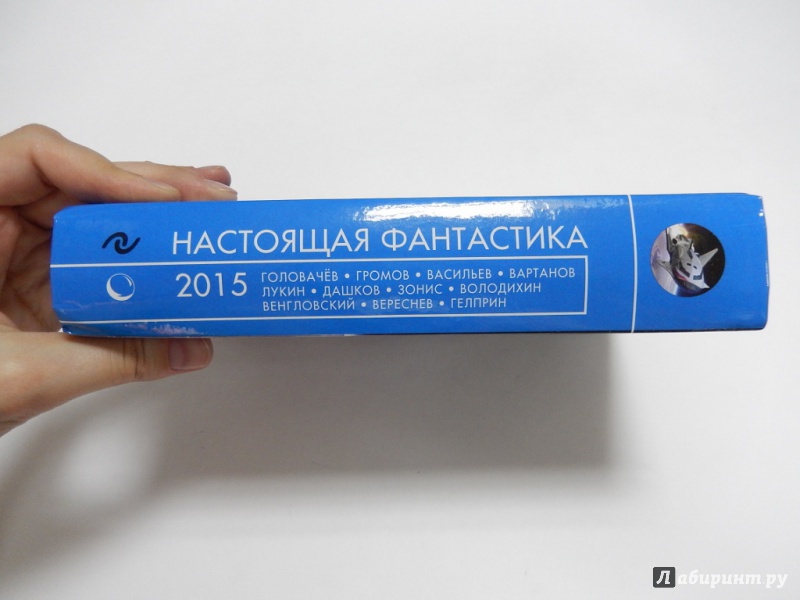 НАСТОЯЩАЯ ФАНТАСТИКА
2015
ГОЛОВАЧЁВ • ГРОМОВ • ВАСИЛЬЕВ • ВАРТАНОВ
ЛУКИН • ДАШКОВ • ЗОНИС • ВОЛОДИХИН
ВЕНГЛОВСКИЙ • ВЕРЕСНЕВ • ГЕЛПРИН
Лабиринт.ру